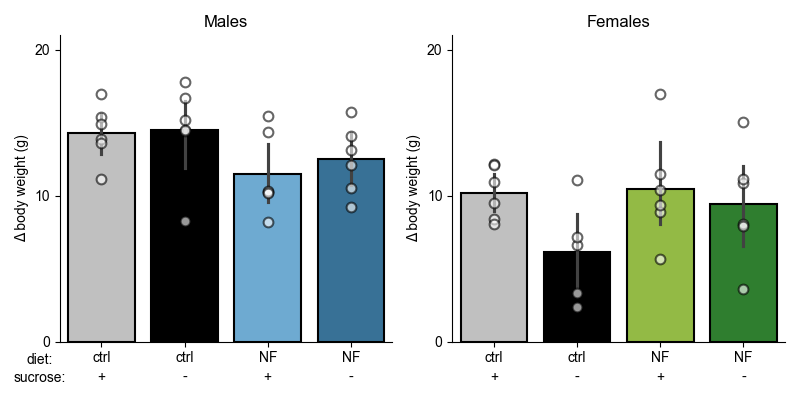 Males
Females
Δ body weight (g)
20
10
0
Δ body weight (g)
20
10
0
diet: ctrl ctrl NF NF
ctrl ctrl NF NF
sucrose: + - + -
+ - + -